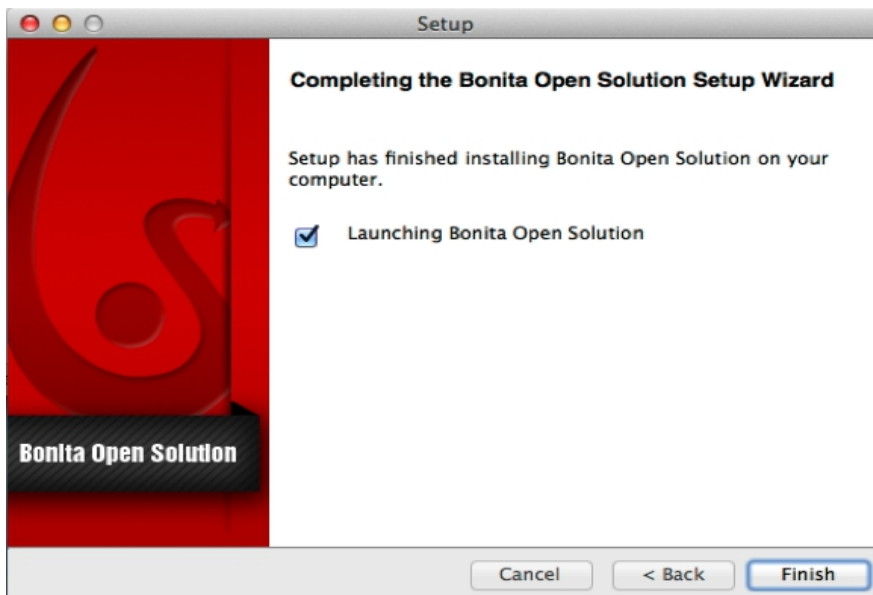 Setup
Completing the Bonita Open Solution Setup Wizard
Setup has finished installing Bonita Open Solution on your
computer.
Launching Bonita Open Solution
Bonita Open Solution
Cancel
< Back
Finish